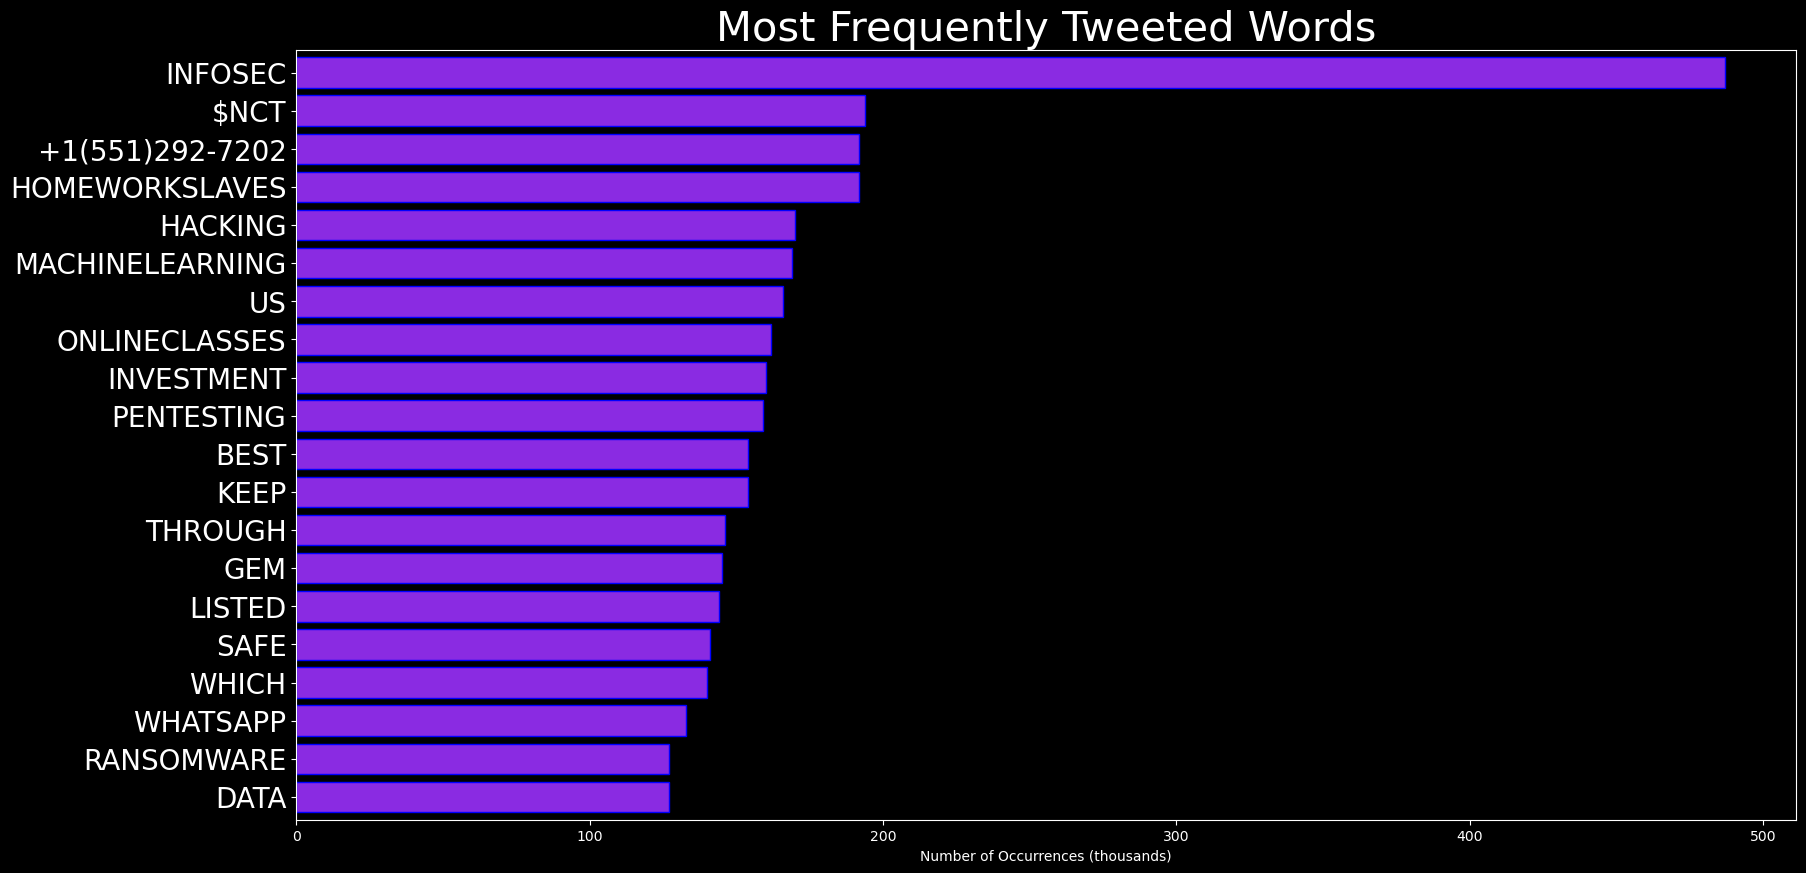 Most Frequently Tweeted Words
INFOSEC
$NCT
+1(551)292-7202
HOMEWORKSLAVES
HACKING
MACHINELEARNING
US
ONLINECLASSES
INVESTMENT
PENTESTING
BEST
KEEP
THROUGH
GEM
LISTED
SAFE
WHICH
WHATSAPP
RANSOMWARE
DATA
0 100 200 300 400 500
Number of Occurrences (thousands)